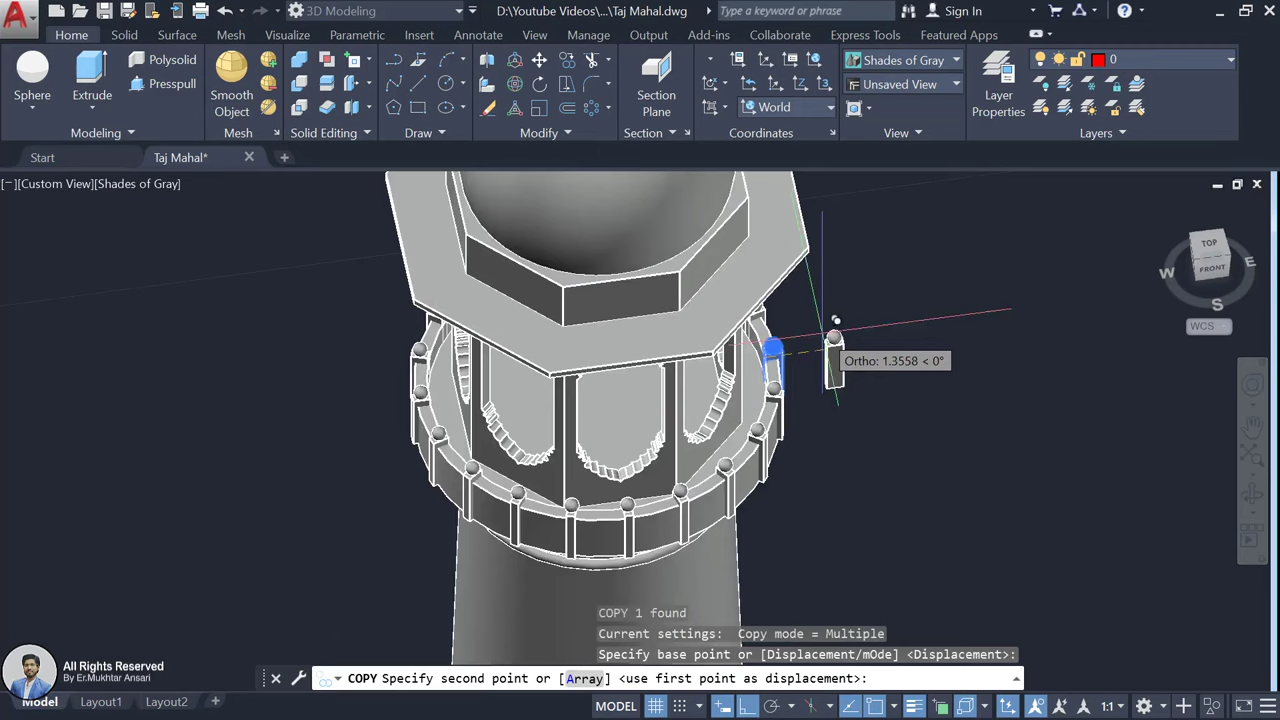 3D Modeling
D:\Youtube Videos\...\Taj Mahal.dwg
Type a keyword or phrase
Sign In
Home
Solid
Surface
Mesh
Visualize
Parametric
Insert
Annotate
View
Manage
Output
Add-ins
Collaborate
Express Tools
Featured Apps
Polysolid
Presspull
Sphere
Extrude
Smooth
Object
Section
Plane
World
Shades of Gray
Unsaved View
Layer
Properties
0
Modeling
Mesh
Solid Editing
Draw
Modify
Section
Coordinates
View
Layers
Start
Taj Mahal*
[−][Custom View][Shades of Gray]
TOP
FRONT
W
E
S
WCS
Ortho: 1.3558 < 0°
COPY 1 found
Current settings:  Copy mode = Multiple
Specify base point or [Displacement/mOde] <Displacement>:
COPY Specify second point or [Array] <use first point as displacement>:
All Rights Reserved
By Er.Mukhtar Ansari
Model
Layout1
Layout2
MODEL
1:1